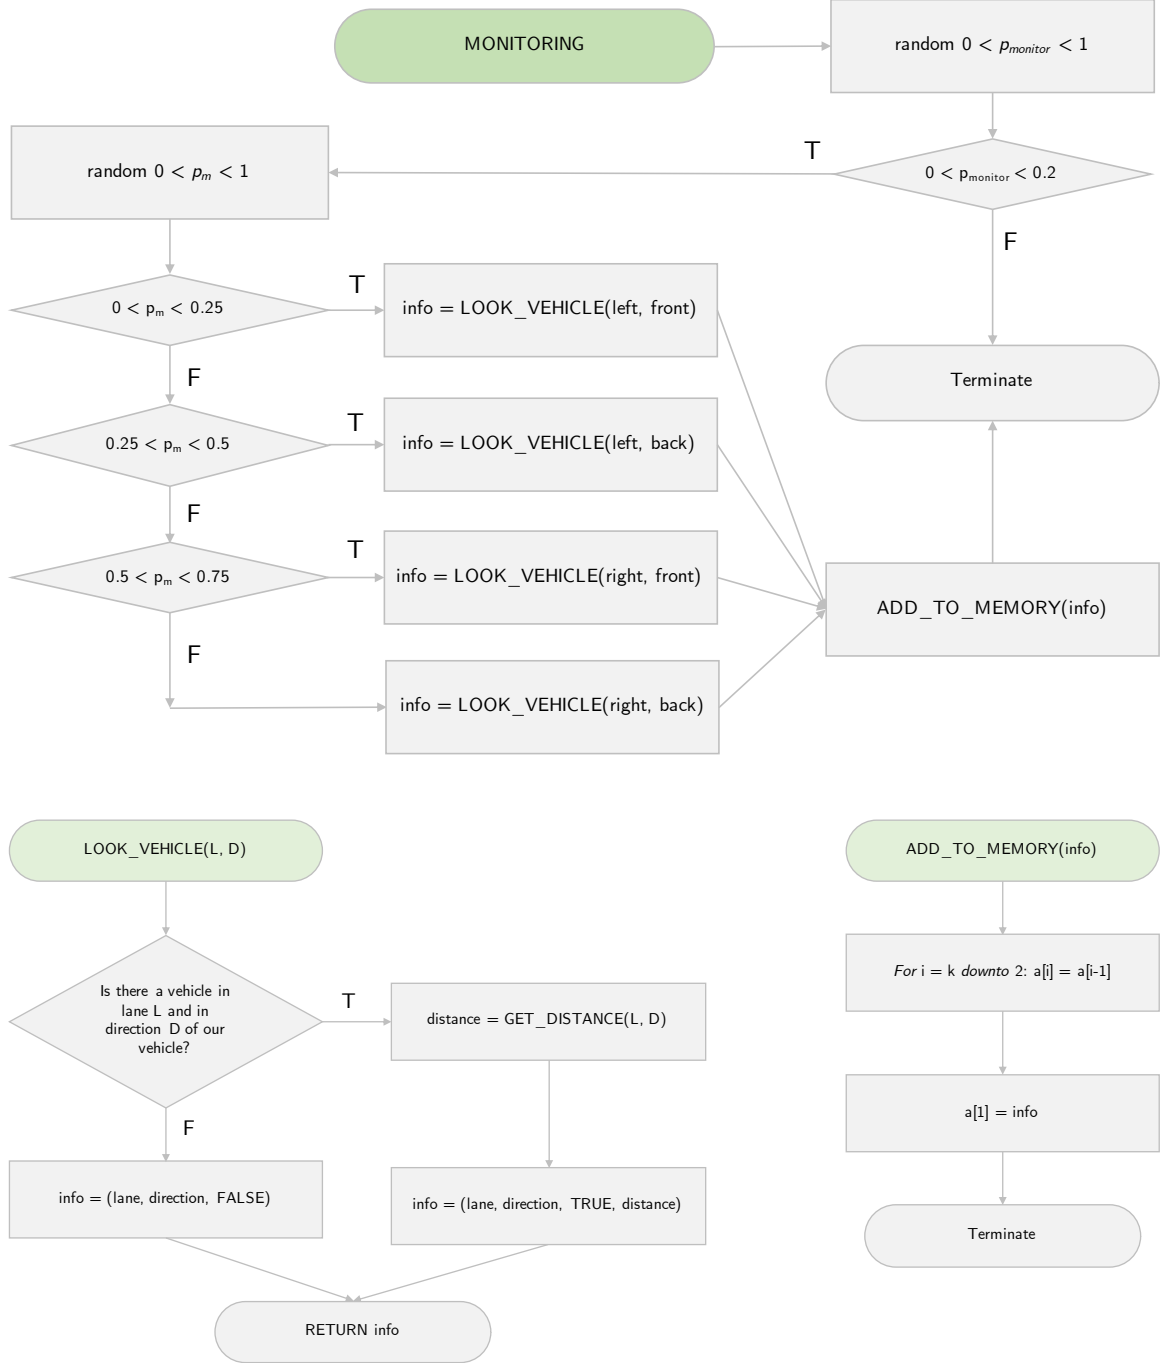 MONITORING
random 0 < p_monitor < 1
T
random 0 < p_m < 1
0 < p_monitor < 0.2
F
T
0 < p_m < 0.25
info = LOOK_VEHICLE(left, front)
F
Terminate
T
0.25 < p_m < 0.5
info = LOOK_VEHICLE(left, back)
F
T
0.5 < p_m < 0.75
info = LOOK_VEHICLE(right, front)
ADD_TO_MEMORY(info)
F
info = LOOK_VEHICLE(right, back)
LOOK_VEHICLE(L, D)
Is there a vehicle in
lane L and in
direction D of our
vehicle?
T
distance = GET_DISTANCE(L, D)
F
info = (lane, direction, FALSE)
info = (lane, direction, TRUE, distance)
RETURN info
ADD_TO_MEMORY(info)
For i = k downto 2: a[i] = a[i-1]
a[1] = info
Terminate